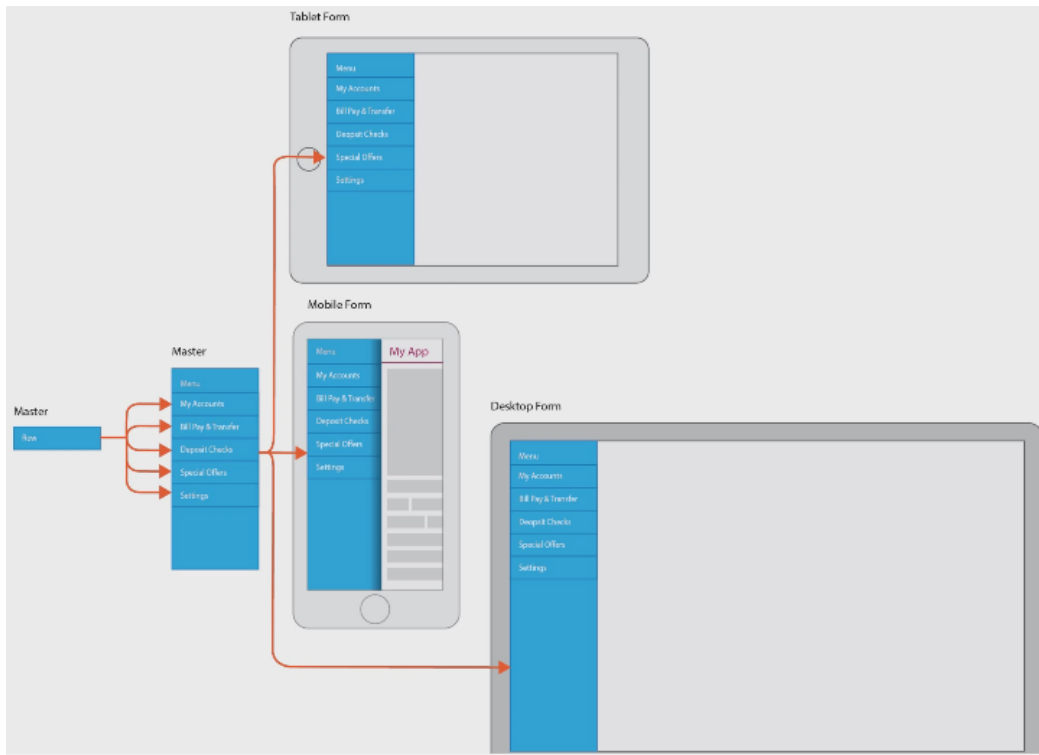 Tablet Form
Menu
My Accounts
Bill Pay & Transfer
Deopsit Checks
Special Offers
Settings
Mobile Form
Menu
My Accounts
Bill Pay & Transfer
Deposit Checks
Special Offers
Settings
My App
Master
Menu
My Accounts
Bill Pay & Transfer
Deposit Checks
Special Offers
Settings
Master
Row
Desktop Form
Menu
My Accounts
Bill Pay & Transfer
Deopsit Checks
Special Offers
Settings